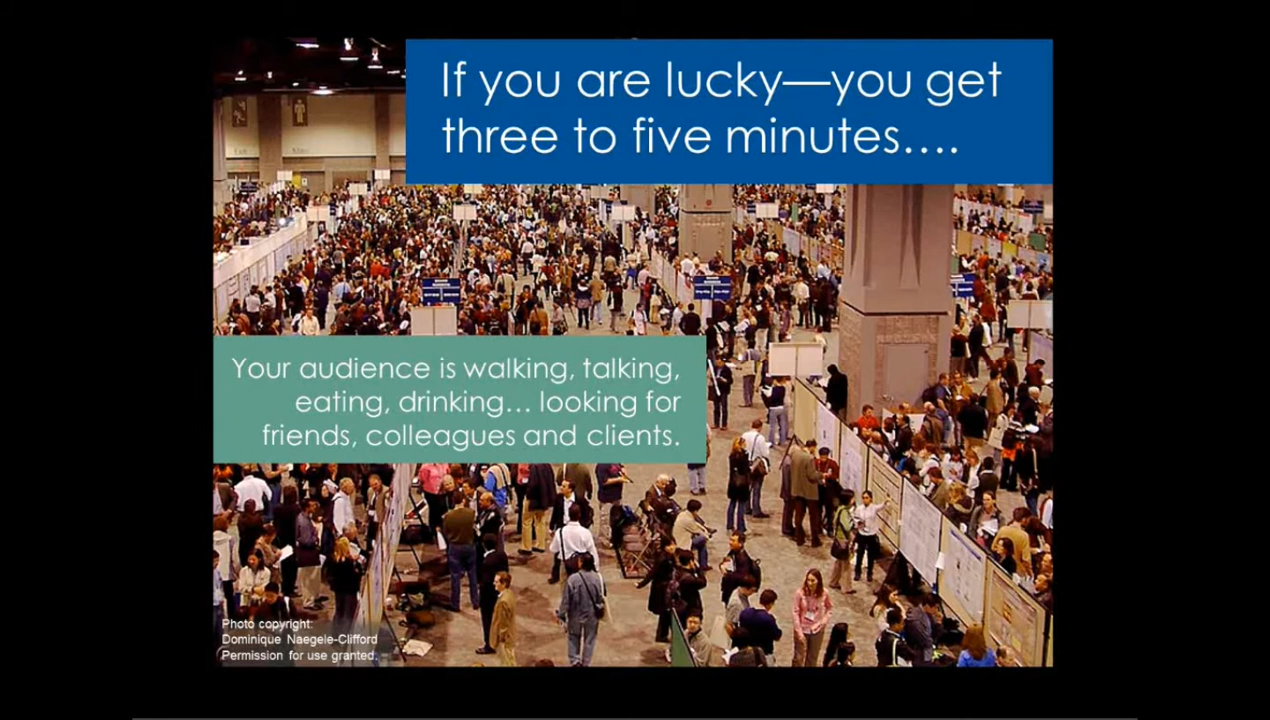 If you are lucky—you get
three to five minutes….
Your audience is walking, talking,
eating, drinking… looking for
friends, colleagues and clients.
Photo copyright:
Dominique Naegele-Clifford
Permission for use granted.